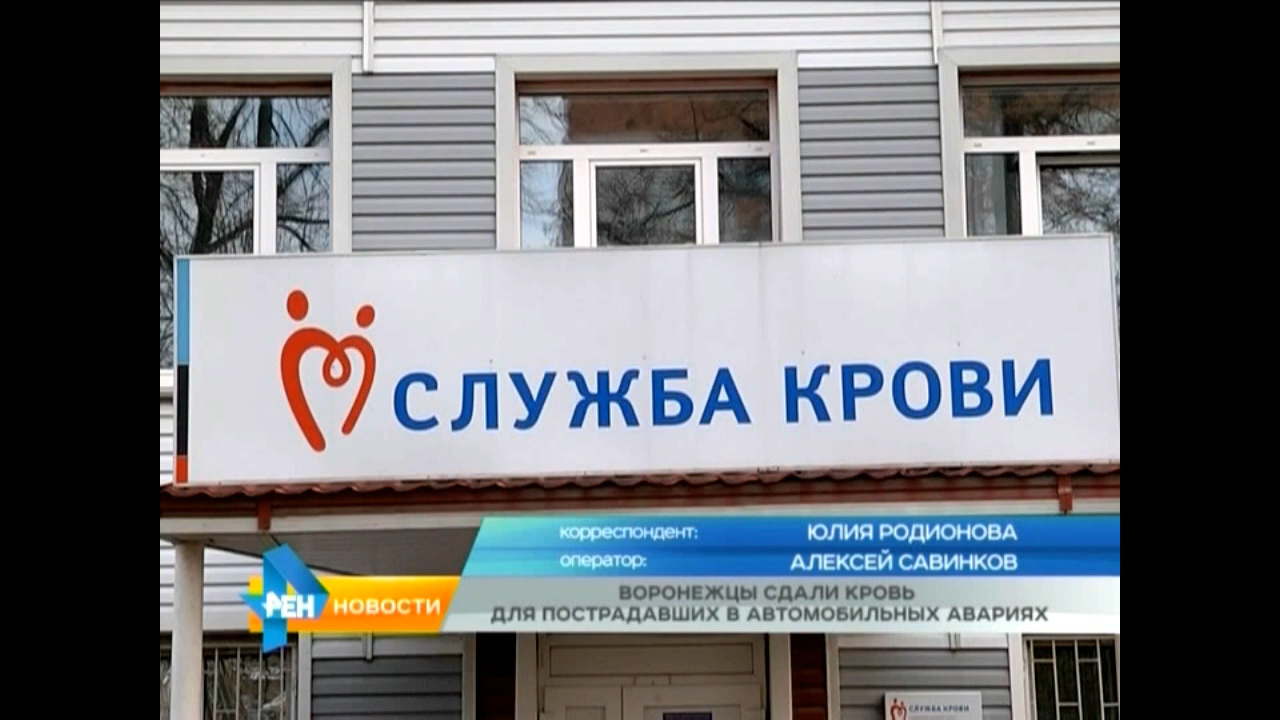 СЛУЖБА КРОВИ
корреспондент: ЮЛИЯ РОДИОНОВА
оператор: АЛЕКСЕЙ САВИНКОВ
РЕН НОВОСТИ
ВОРОНЕЖЦЫ СДАЛИ КРОВЬ
ДЛЯ ПОСТРАДАВШИХ В АВТОМОБИЛЬНЫХ АВАРИЯХ
СЛУЖБА КРОВИ